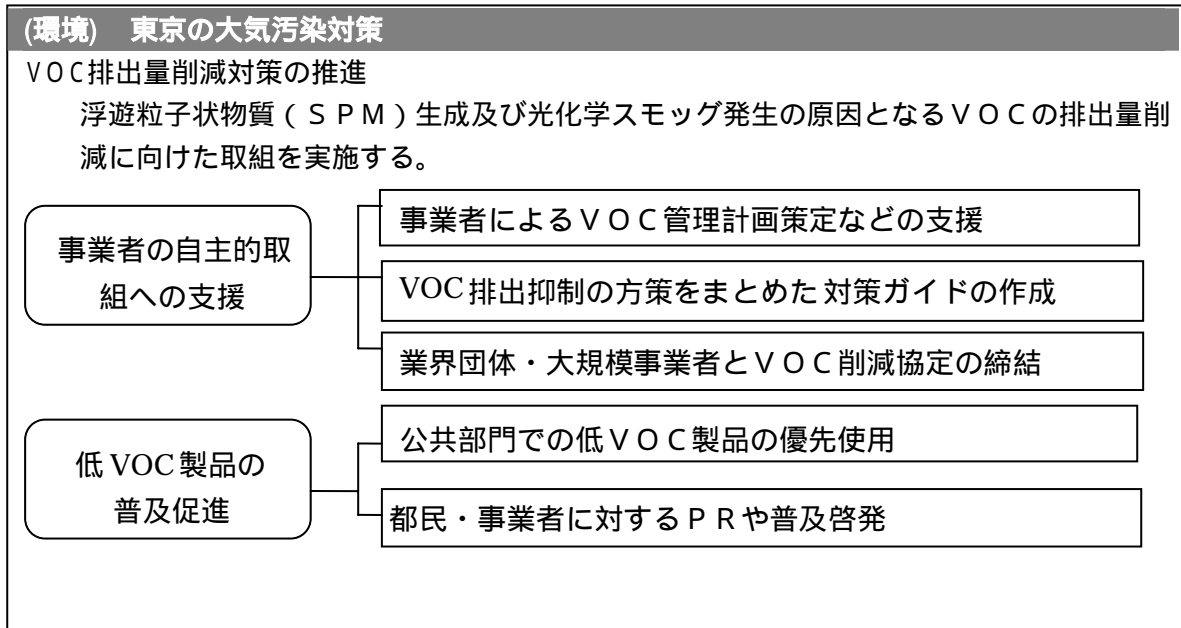 (環境)　東京の大気汚染対策
ＶＯＣ排出量削減対策の推進
浮遊粒子状物質（ＳＰＭ）生成及び光化学スモッグ発生の原因となるＶＯＣの排出量削
減に向けた取組を実施する。
事業者の自主的取
組への支援
事業者によるＶＯＣ管理計画策定などの支援
VOC排出抑制の方策をまとめた対策ガイドの作成
業界団体・大規模事業者とＶＯＣ削減協定の締結
低VOC製品の
普及促進
公共部門での低ＶＯＣ製品の優先使用
都民・事業者に対するＰＲや普及啓発